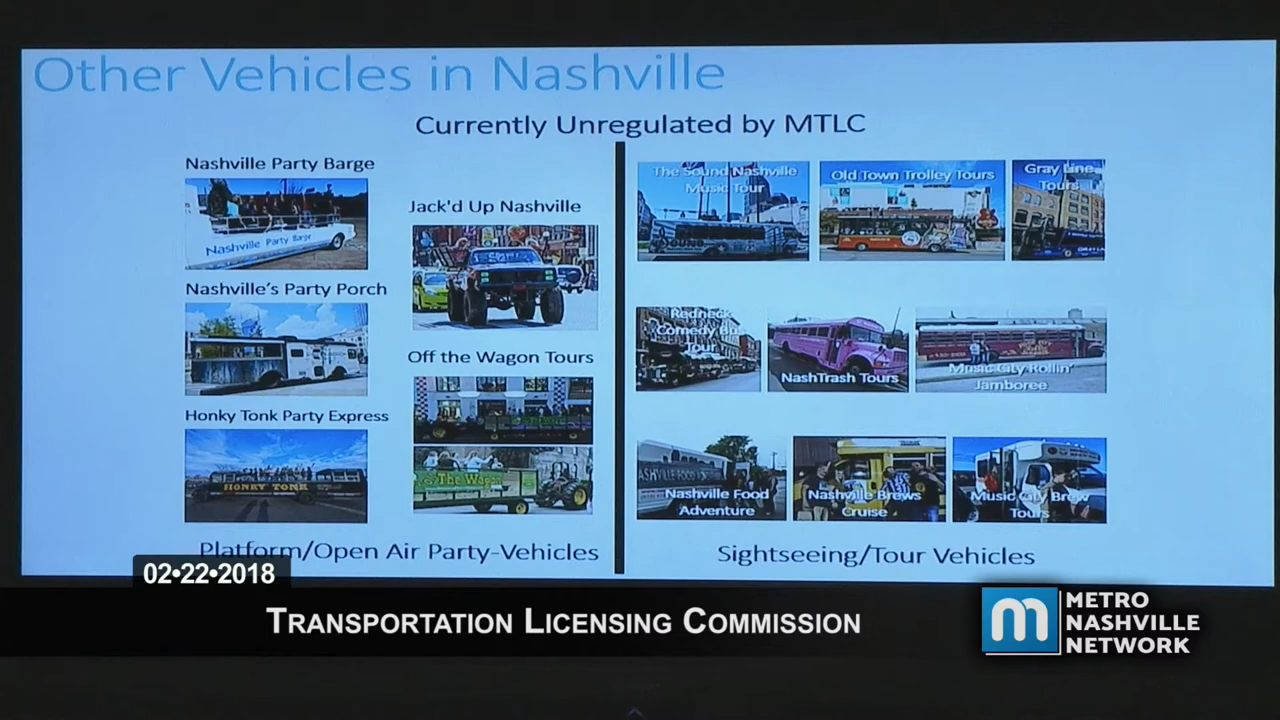 Other Vehicles in Nashville
Currently Unregulated by MTLC
Nashville Party Barge
Nashville Party Barge
Jack'd Up Nashville
Nashville's Party Porch
Off the Wagon Tours
Honky Tonk Party Express
HONKY TONK
The Wagon
Platform/Open Air Party-Vehicles
The Sound Nashville
Music Tour
Old Town Trolley Tours
Gray Line
Tours
SOUND
Redneck
Comedy Bus
Tour
NashTrash Tours
Music City Rollin'
Jamboree
NASHVILLE FOOD
Nashville Food
Adventure
Nashville Brews
Cruise
Music City Brew
Tours
Sightseeing/Tour Vehicles
02•22•2018
TRANSPORTATION LICENSING COMMISSION
m
METRO
NASHVILLE
NETWORK